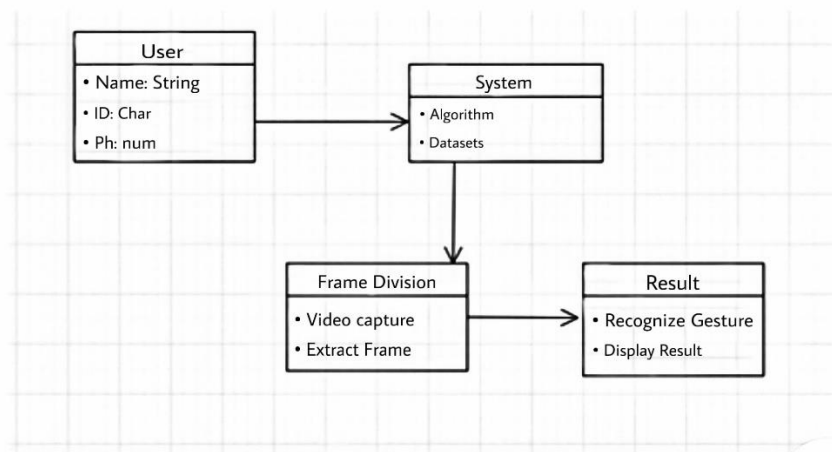 User
• Name: String
• ID: Char
• Ph: num
System
• Algorithm
• Datasets
Frame Division
• Video capture
• Extract Frame
Result
• Recognize Gesture
• Display Result